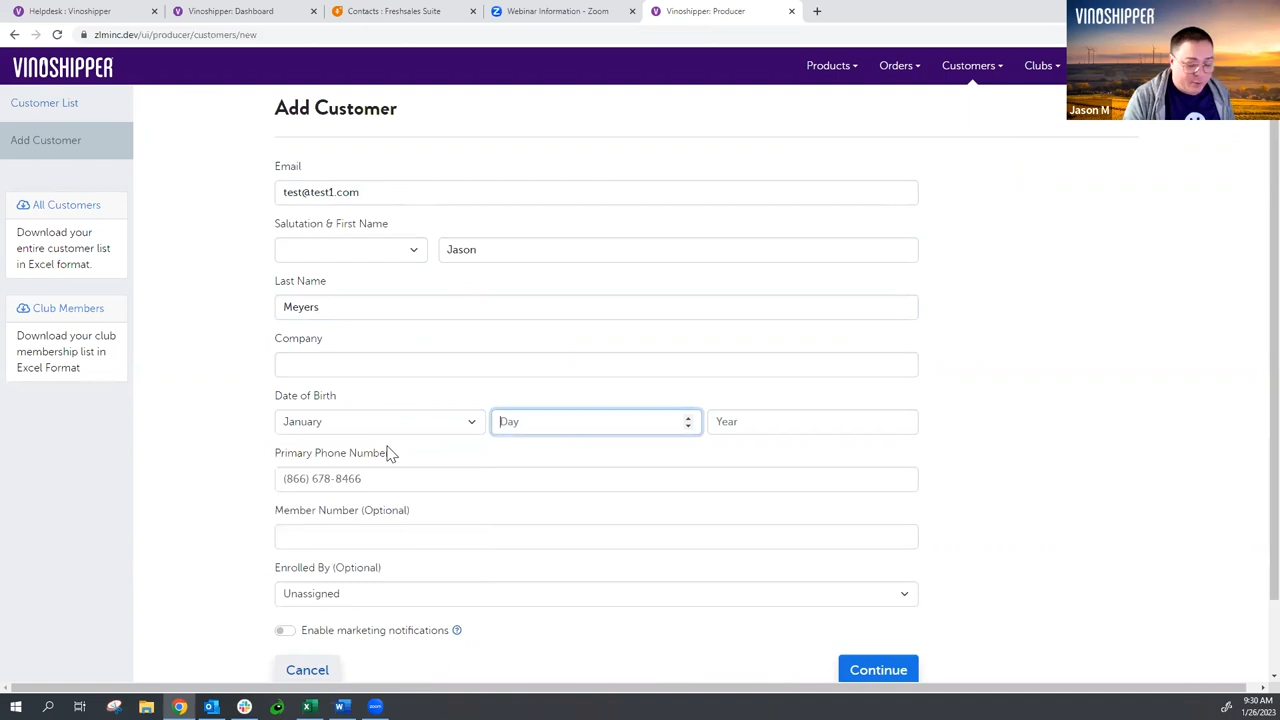 Helpdesk : Vinoshipper
Vinoshipper: Dashboard
Contacts : Freshsales Suite
Webinar Information - Zoom
Vinoshipper: Producer
zlminc.dev/ui/producer/customers/new
VINOSHIPPER
Products
Orders
Customers
Clubs
VINOSHIPPER
Jason M
Customer List
Add Customer
All Customers
Download your
entire customer list
in Excel format.
Club Members
Download your club
membership list in
Excel Format
Add Customer
Email
test@test1.com
Salutation & First Name
Jason
Last Name
Meyers
Company
Date of Birth
January
Day
Year
Primary Phone Number
(866) 678-8466
Member Number (Optional)
Enrolled By (Optional)
Unassigned
Enable marketing notifications
Cancel
Continue
9:30 AM
1/26/2023